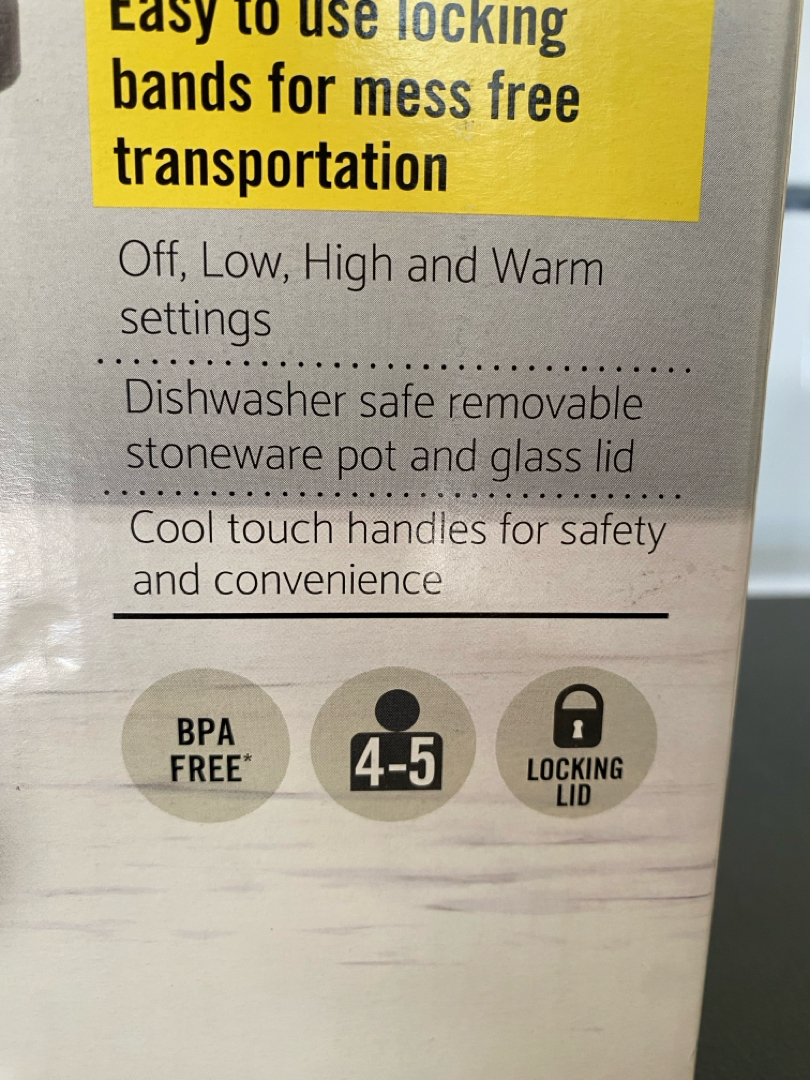 Easy to use locking
bands for mess free
transportation
Off, Low, High and Warm
settings
Dishwasher safe removable
stoneware pot and glass lid
Cool touch handles for safety
and convenience
BPA
FREE*
4-5
LOCKING
LID